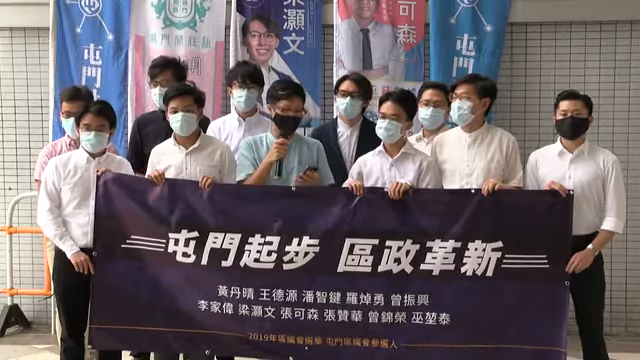 屯門
屯門關注組
梁灝文
可森
屯門起步 區政革新
黃丹晴 王德源 潘智鍵 羅焯勇 曾振興
李家偉 梁灝文 張可森 張贊華 曾錦榮 巫堃泰
2019年區議會選舉 屯門區議會參選人